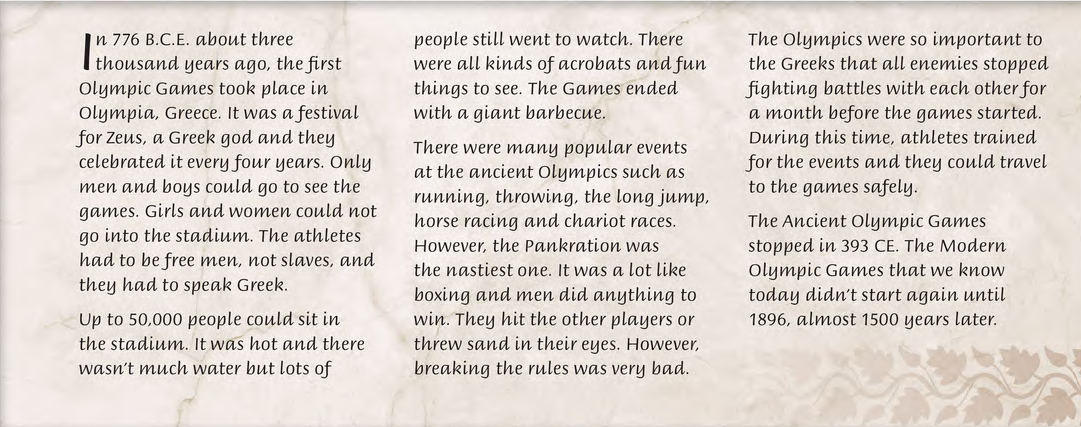 In 776 B.C.E. about three
thousand years ago, the first
Olympic Games took place in
Olympia, Greece. It was a festival
for Zeus, a Greek god and they
celebrated it every four years. Only
men and boys could go to see the
games. Girls and women could not
go into the stadium. The athletes
had to be free men, not slaves, and
they had to speak Greek.
Up to 50,000 people could sit in
the stadium. It was hot and there
wasn't much water but lots of
people still went to watch. There
were all kinds of acrobats and fun
things to see. The Games ended
with a giant barbecue.
There were many popular events
at the ancient Olympics such as
running, throwing, the long jump,
horse racing and chariot races.
However, the Pankration was
the nastiest one. It was a lot like
boxing and men did anything to
win. They hit the other players or
threw sand in their eyes. However,
breaking the rules was very bad.
The Olympics were so important to
the Greeks that all enemies stopped
fighting battles with each other for
a month before the games started.
During this time, athletes trained
for the events and they could travel
to the games safely.
The Ancient Olympic Games
stopped in 393 CE. The Modern
Olympic Games that we know
today didn't start again until
1896, almost 1500 years later.